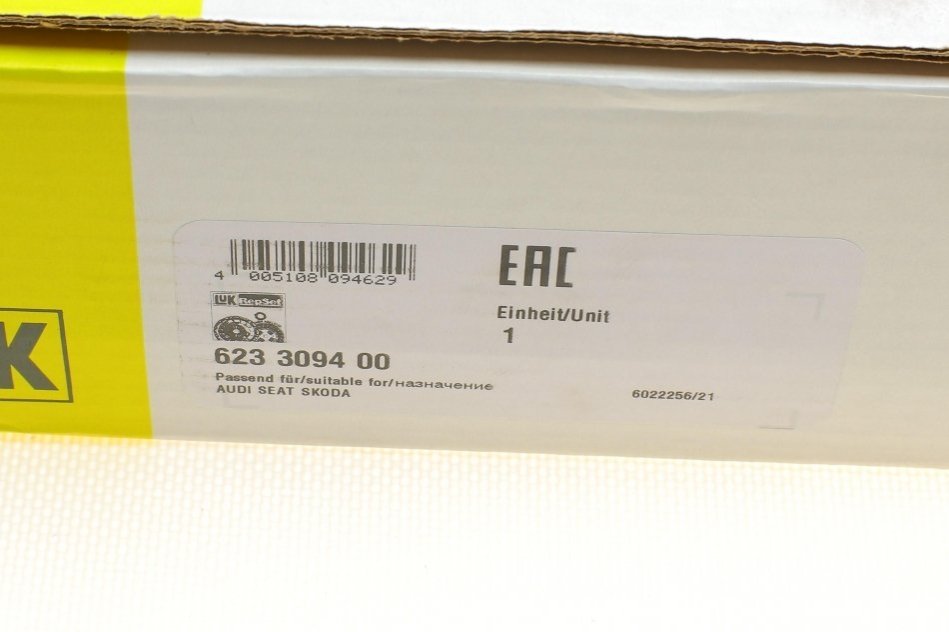 4 005108 094629
EAC
LuK RepSet
Einheit/Unit
1
623 3094 00
Passend für/suitable for/назначение
AUDI SEAT SKODA
6022256/21
K